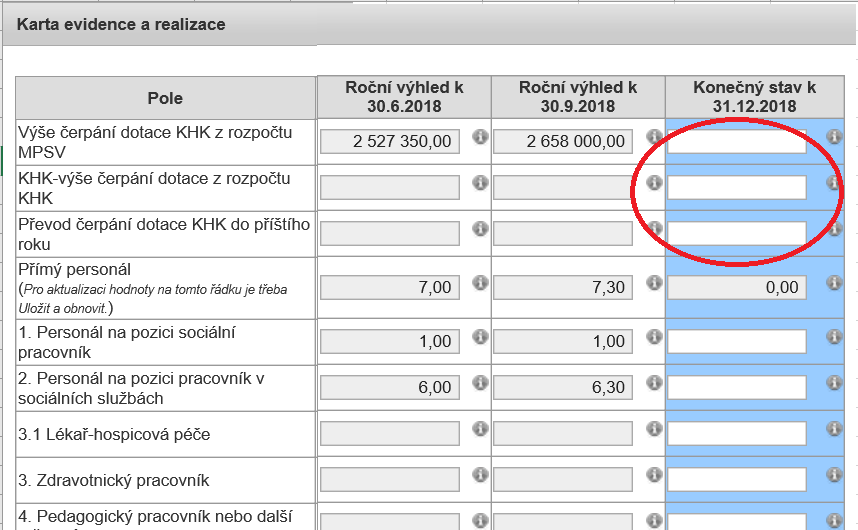 Karta evidence a realizace
Pole
Roční výhled k
30.6.2018
Roční výhled k
30.9.2018
Konečný stav k
31.12.2018
Výše čerpání dotace KHK z rozpočtu
MPSV
2 527 350,00
2 658 000,00
KHK-výše čerpání dotace z rozpočtu
KHK
Převod čerpání dotace KHK do příštího
roku
Přímý personál
(Pro aktualizaci hodnoty na tomto řádku je třeba
Uložit a obnovit.)
7,00
7,30
0,00
1. Personál na pozici sociální
pracovník
1,00
1,00
2. Personál na pozici pracovník v
sociálních službách
6,00
6,30
3.1 Lékař-hospicová péče
3. Zdravotnický pracovník
4. Pedagogický pracovník nebo další